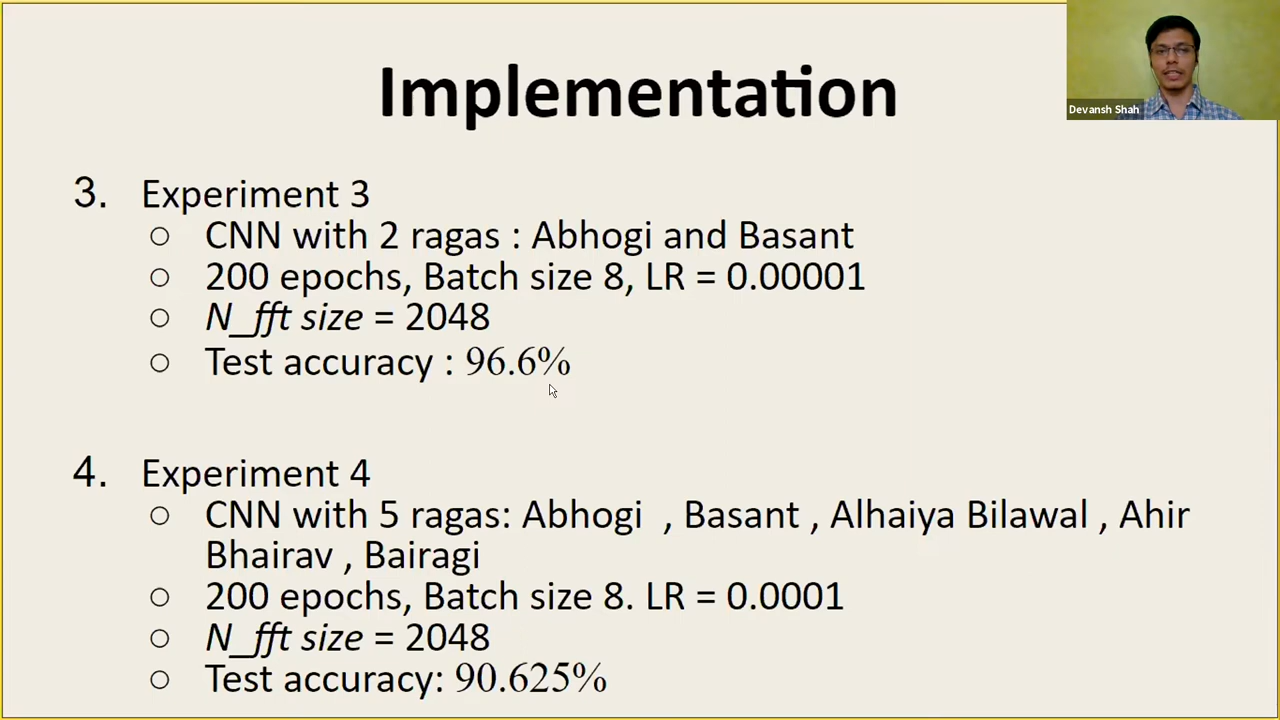 Implementation
Devansh Shah
3. Experiment 3
○ CNN with 2 ragas : Abhogi and Basant
○ 200 epochs, Batch size 8, LR = 0.00001
○ N_fft size = 2048
○ Test accuracy : 96.6%
4. Experiment 4
○ CNN with 5 ragas: Abhogi , Basant , Alhaiya Bilawal , Ahir
Bhairav , Bairagi
○ 200 epochs, Batch size 8. LR = 0.0001
○ N_fft size = 2048
○ Test accuracy: 90.625%